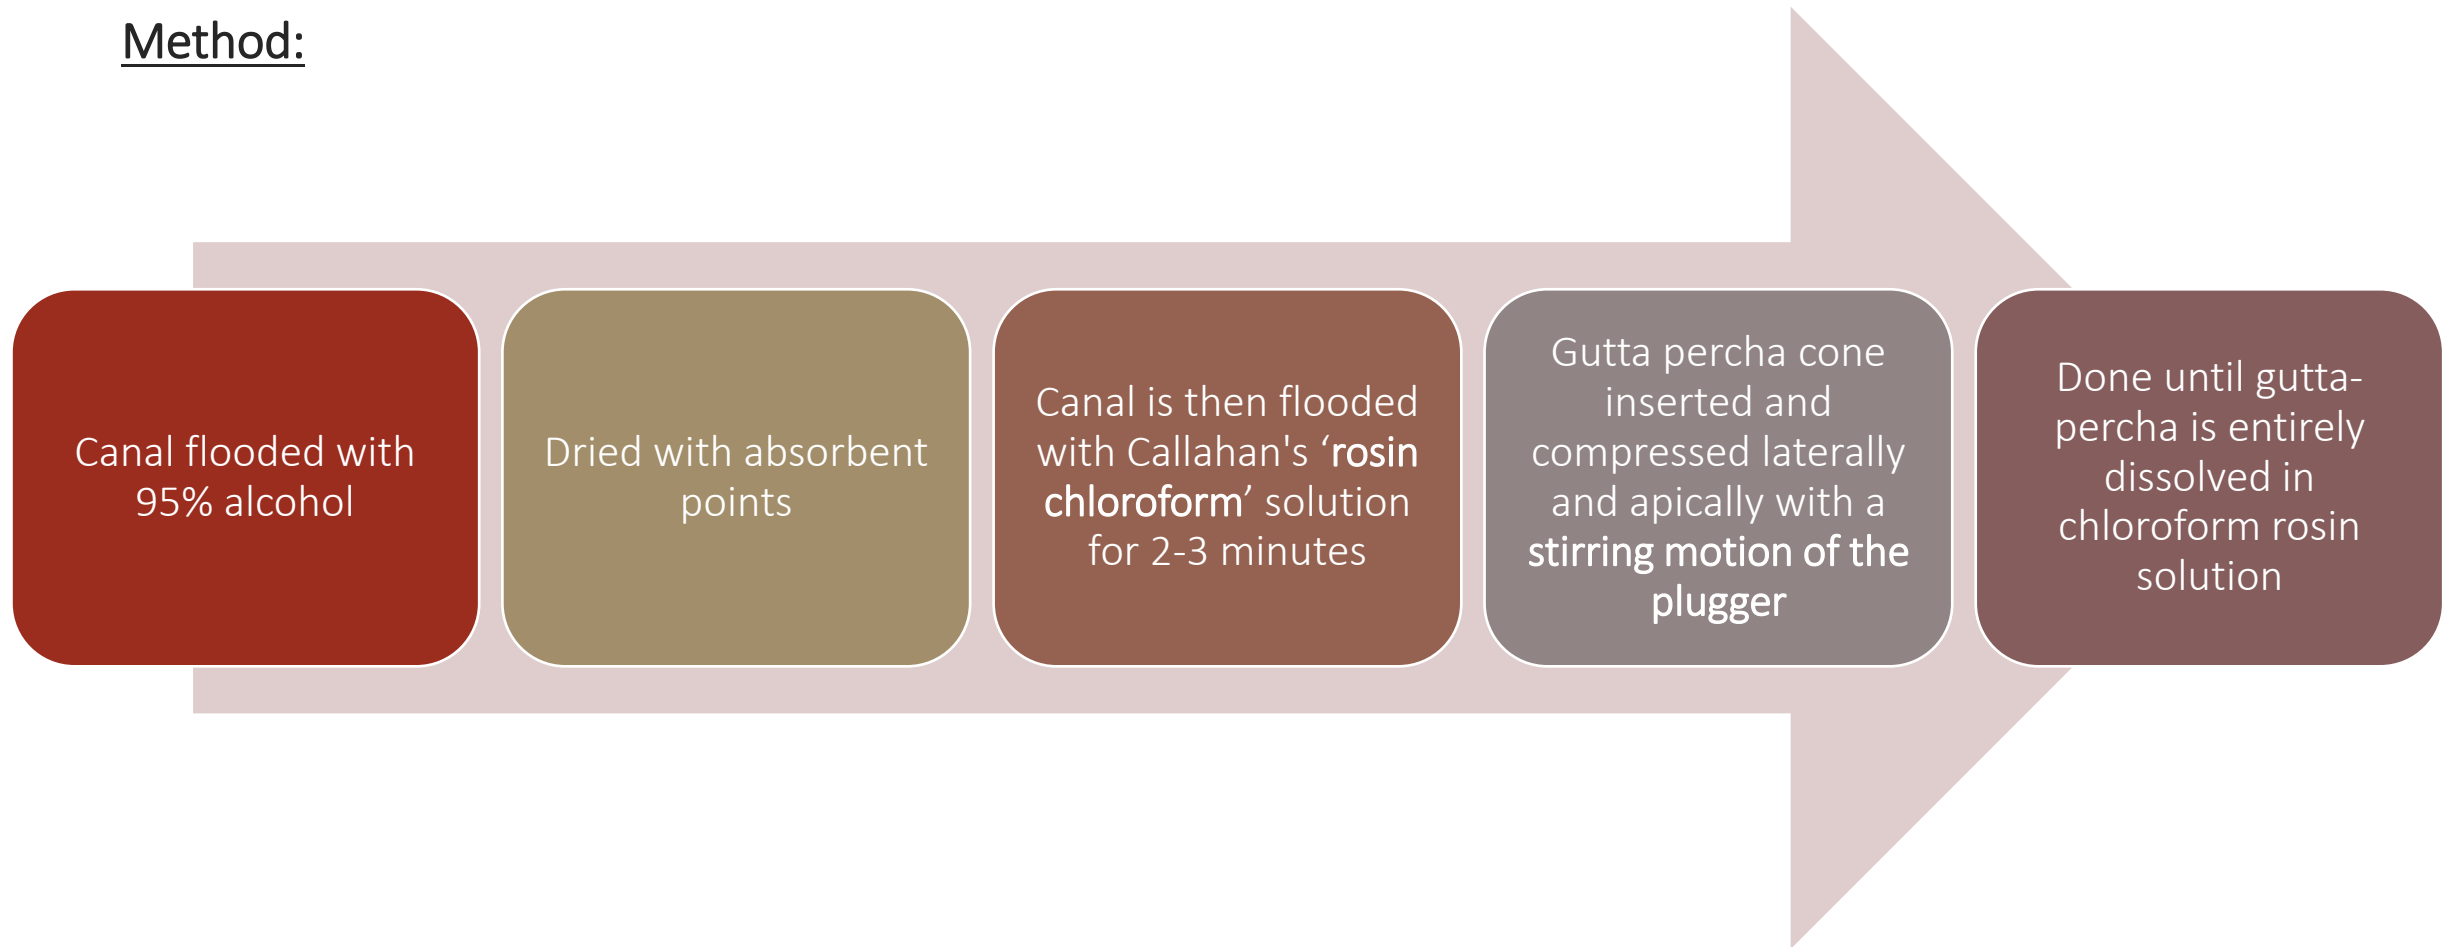 Method:
Canal flooded with
95% alcohol
Dried with absorbent
points
Canal is then flooded
with Callahan's ‘rosin
chloroform’ solution
for 2-3 minutes
Gutta percha cone
inserted and
compressed laterally
and apically with a
stirring motion of the
plugger
Done until gutta-
percha is entirely
dissolved in
chloroform rosin
solution